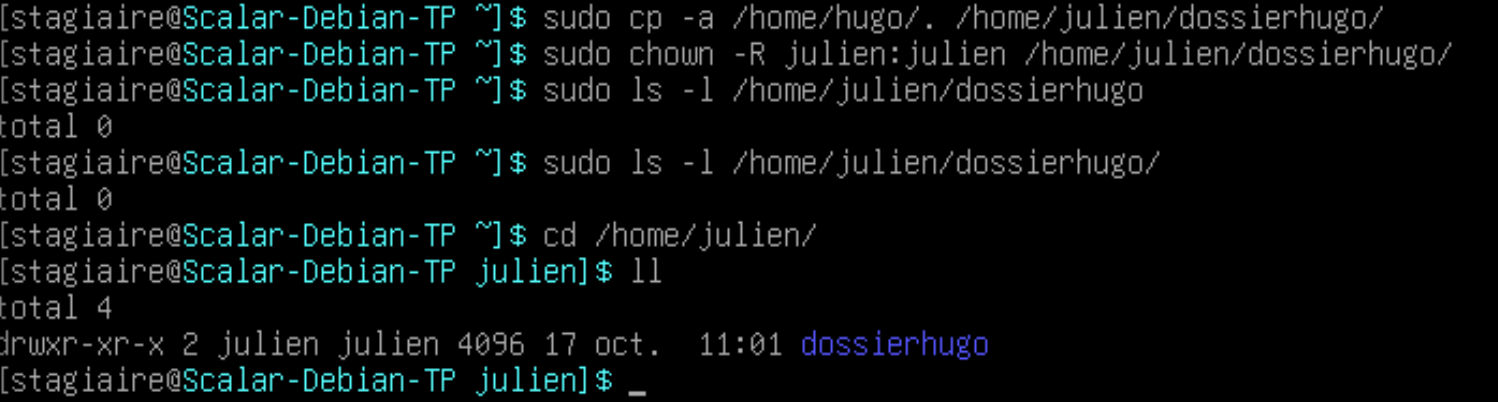 [stagiaire@Scalar-Debian-TP ~]$ sudo cp -a /home/hugo/. /home/julien/dossierhugo/
[stagiaire@Scalar-Debian-TP ~]$ sudo chown -R julien:julien /home/julien/dossierhugo/
[stagiaire@Scalar-Debian-TP ~]$ sudo ls -l /home/julien/dossierhugo
total 0
[stagiaire@Scalar-Debian-TP ~]$ sudo ls -l /home/julien/dossierhugo/
total 0
[stagiaire@Scalar-Debian-TP ~]$ cd /home/julien/
[stagiaire@Scalar-Debian-TP julien]$ ll
total 4
drwxr-xr-x 2 julien julien 4096 17 oct.  11:01 dossierhugo
[stagiaire@Scalar-Debian-TP julien]$ _